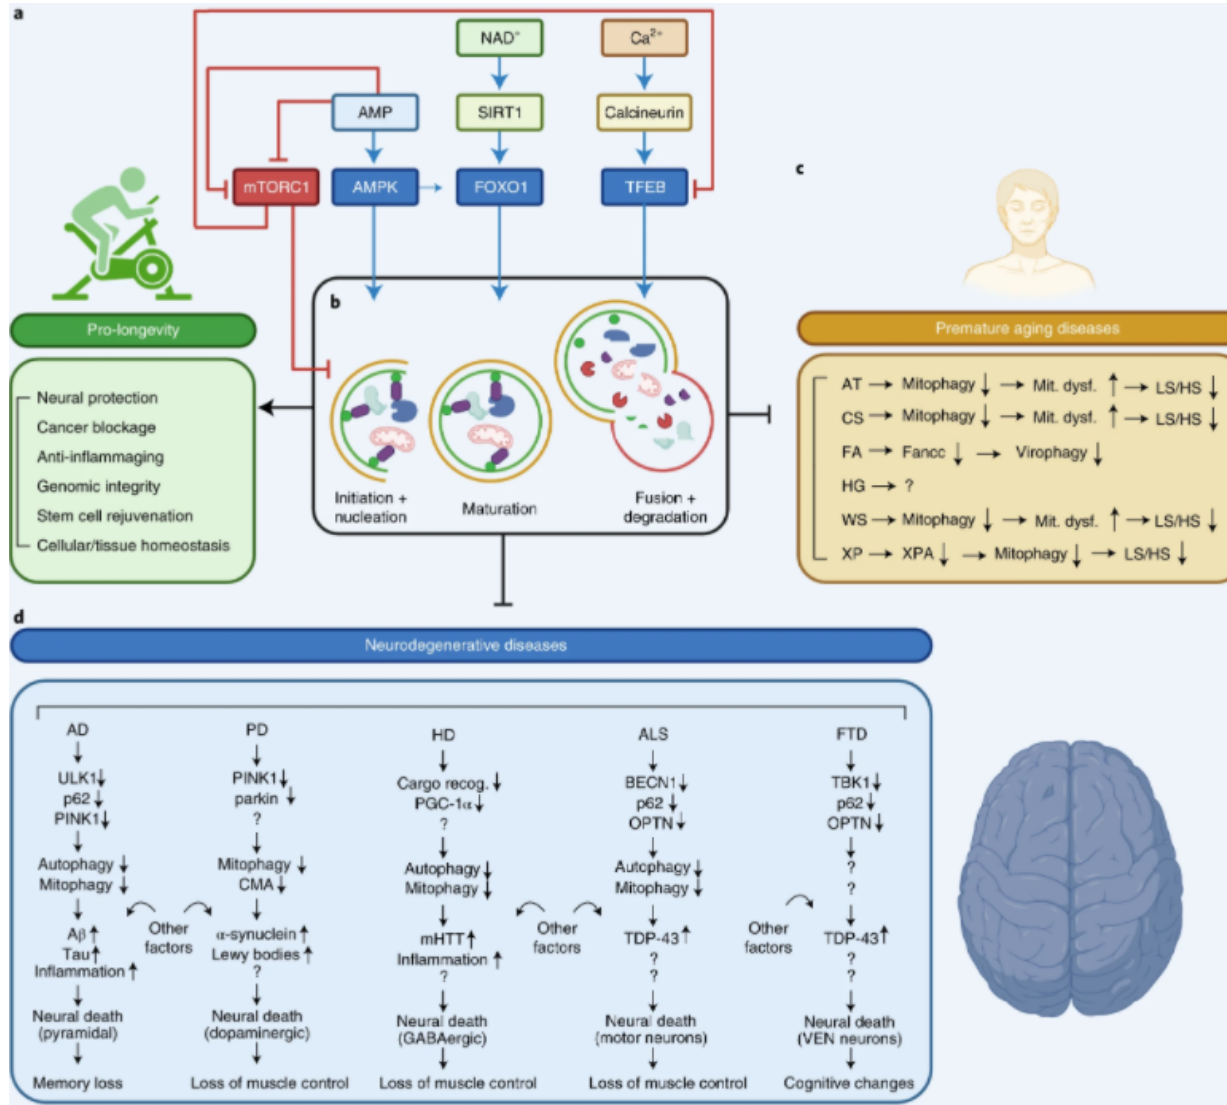 a
NAD⁺
Ca²⁺
AMP
SIRT1
Calcineurin
mTORC1
AMPK
FOXO1
TFEB
Pro-longevity
Neural protection
Cancer blockage
Anti-inflammaging
Genomic integrity
Stem cell rejuvenation
Cellular/tissue homeostasis
b
Initiation +
nucleation
Maturation
Fusion +
degradation
c
Premature aging diseases
AT → Mitophagy ↓ → Mit. dysf. ↑ → LS/HS ↓
CS → Mitophagy ↓ → Mit. dysf. ↑ → LS/HS ↓
FA → Fancc ↓ → Virophagy ↓
HG → ?
WS → Mitophagy ↓ → Mit. dysf. ↑ → LS/HS ↓
XP → XPA ↓ → Mitophagy ↓ → LS/HS ↓
d
Neurodegenerative diseases
AD
ULK1 ↓
p62 ↓
PINK1 ↓
Autophagy ↓
Mitophagy ↓
Aβ ↑
Tau ↑
Inflammation ↑
Neural death
(pyramidal)
Memory loss
Other
factors
PD
PINK1 ↓
parkin ↓
?
Mitophagy ↓
CMA ↓
α-synuclein ↑
Lewy bodies ↑
?
Neural death
(dopaminergic)
Loss of muscle control
HD
Cargo recog. ↓
PGC-1α ↓
?
Autophagy ↓
Mitophagy ↓
mHTT ↑
Inflammation ↑
?
Neural death
(GABAergic)
Loss of muscle control
Other
factors
ALS
BECN1 ↓
p62 ↓
OPTN ↓
Autophagy ↓
Mitophagy ↓
TDP-43 ↑
?
?
Neural death
(motor neurons)
Loss of muscle control
Other
factors
FTD
TBK1 ↓
p62 ↓
OPTN ↓
?
?
TDP-43 ↑
?
?
Neural death
(VEN neurons)
Cognitive changes